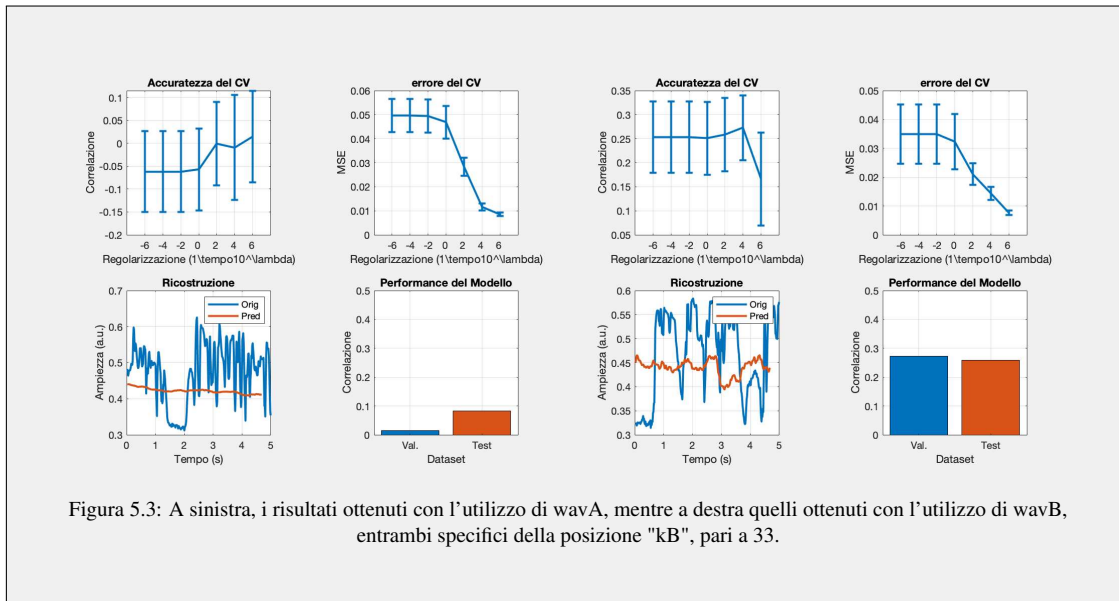 Accuratezza del CV
0.1
0.05
0
-0.05
-0.1
-0.15
-0.2
Correlazione
-6 -4 -2 0 2 4 6
Regolarizzazione (1\tempo10^\lambda)
errore del CV
0.06
0.05
0.04
0.03
0.02
0.01
0
MSE
-6 -4 -2 0 2 4 6
Accuratezza del CV
0.35
0.3
0.25
0.2
0.15
0.1
0.05
Correlazione
-6 -4 -2 0 2 4 6
Regolarizzazione (1\tempo10^\lambda)
errore del CV
0.05
0.04
0.03
0.02
0.01
0
MSE
-6 -4 -2 0 2 4 6
Ricostruzione
Orig
Pred
0.7
0.6
0.5
0.4
0.3
Ampiezza (a.u.)
0 1 2 3 4 5
Tempo (s)
Performance del Modello
0.5
0.4
0.3
0.2
0.1
0
Correlazione
Val. Test
Dataset
Ricostruzione
Orig
Pred
0.6
0.55
0.5
0.45
0.4
0.35
0.3
Ampiezza (a.u.)
0 1 2 3 4 5
Tempo (s)
Performance del Modello
0.5
0.4
0.3
0.2
0.1
0
Correlazione
Val. Test
Dataset
Figura 5.3: A sinistra, i risultati ottenuti con l'utilizzo di wavA, mentre a destra quelli ottenuti con l'utilizzo di wavB,
entrambi specifici della posizione "kB", pari a 33.